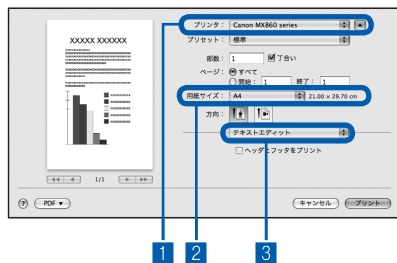 XXXXX XXXXXX
プリンタ： Canon MX860 series
プリセット： 標準
部数： 1 丁合い
ページ： すべて
開始： 1 終了： 1
用紙サイズ： A4 21.00 x 29.70 cm
方向：
テキストエディット
ヘッダとフッタをプリント
1/1
? PDF ▼ キャンセル プリント
1 2 3